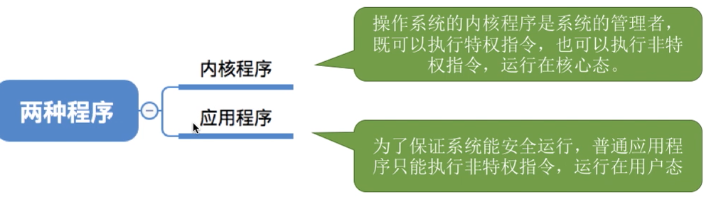 操作系统的内核程序是系统的管理者，
既可以执行特权指令，也可以执行非特
权指令，运行在核心态。
内核程序
两种程序
应用程序
为了保证系统能安全运行，普通应用程
序只能执行非特权指令，运行在用户态